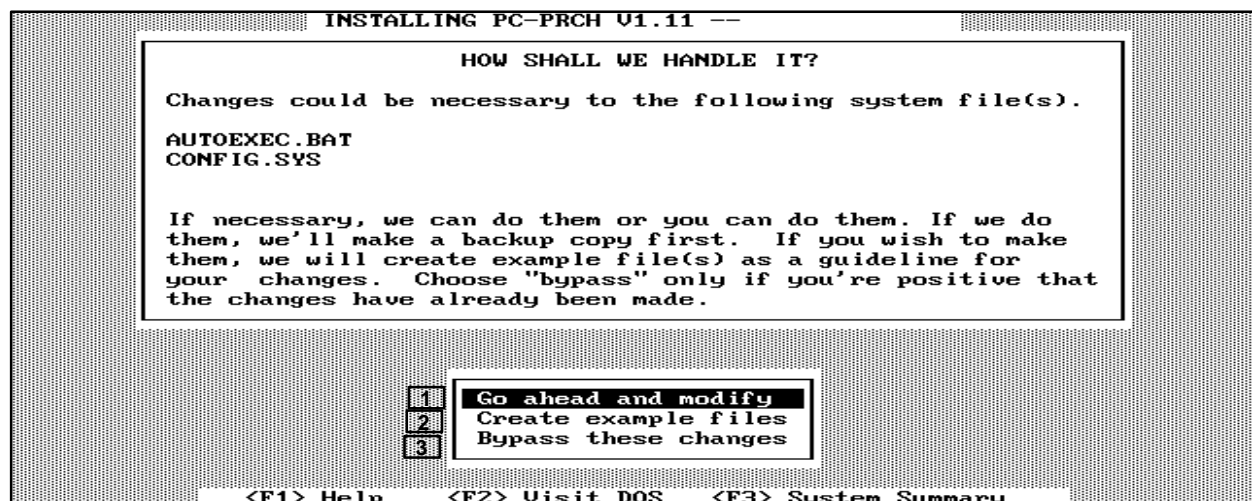 INSTALLING PC-PRCH V1.11 --
HOW SHALL WE HANDLE IT?
Changes could be necessary to the following system file(s).
AUTOEXEC.BAT
CONFIG.SYS
If necessary, we can do them or you can do them. If we do
them, we'll make a backup copy first. If you wish to make
them, we will create example file(s) as a guideline for
your changes. Choose "bypass" only if you're positive that
the changes have already been made.
1 Go ahead and modify
2 Create example files
3 Bypass these changes
<F1> Help <F2> Visit DOS <F3> System Summary